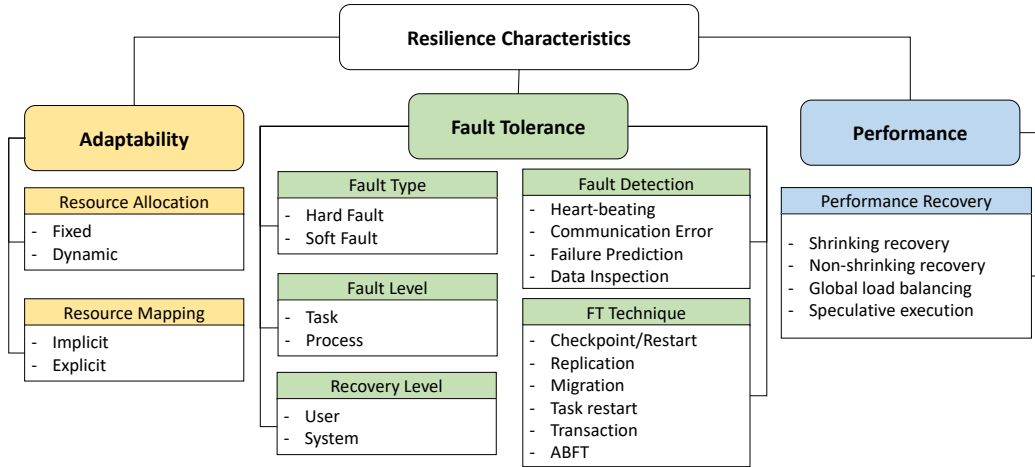 Resilience Characteristics
Adaptability
Resource Allocation
- Fixed
- Dynamic
Resource Mapping
- Implicit
- Explicit
Fault Tolerance
Fault Type
- Hard Fault
- Soft Fault
Fault Level
- Task
- Process
Recovery Level
- User
- System
Fault Detection
- Heart-beating
- Communication Error
- Failure Prediction
- Data Inspection
FT Technique
- Checkpoint/Restart
- Replication
- Migration
- Task restart
- Transaction
- ABFT
Performance
Performance Recovery
- Shrinking recovery
- Non-shrinking recovery
- Global load balancing
- Speculative execution